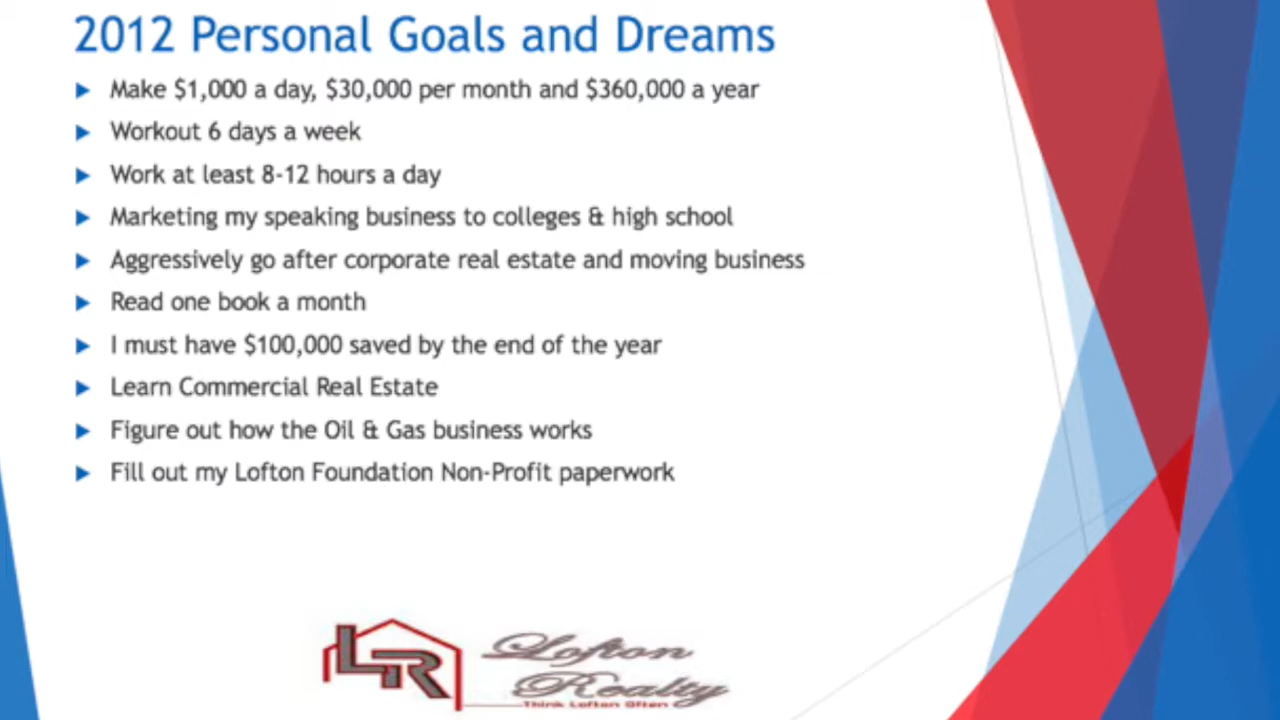 2012 Personal Goals and Dreams
Make $1,000 a day, $30,000 per month and $360,000 a year
Workout 6 days a week
Work at least 8-12 hours a day
Marketing my speaking business to colleges & high school
Aggressively go after corporate real estate and moving business
Read one book a month
I must have $100,000 saved by the end of the year
Learn Commercial Real Estate
Figure out how the Oil & Gas business works
Fill out my Lofton Foundation Non-Profit paperwork
LR
Lofton
Realty
Think Lofton Often